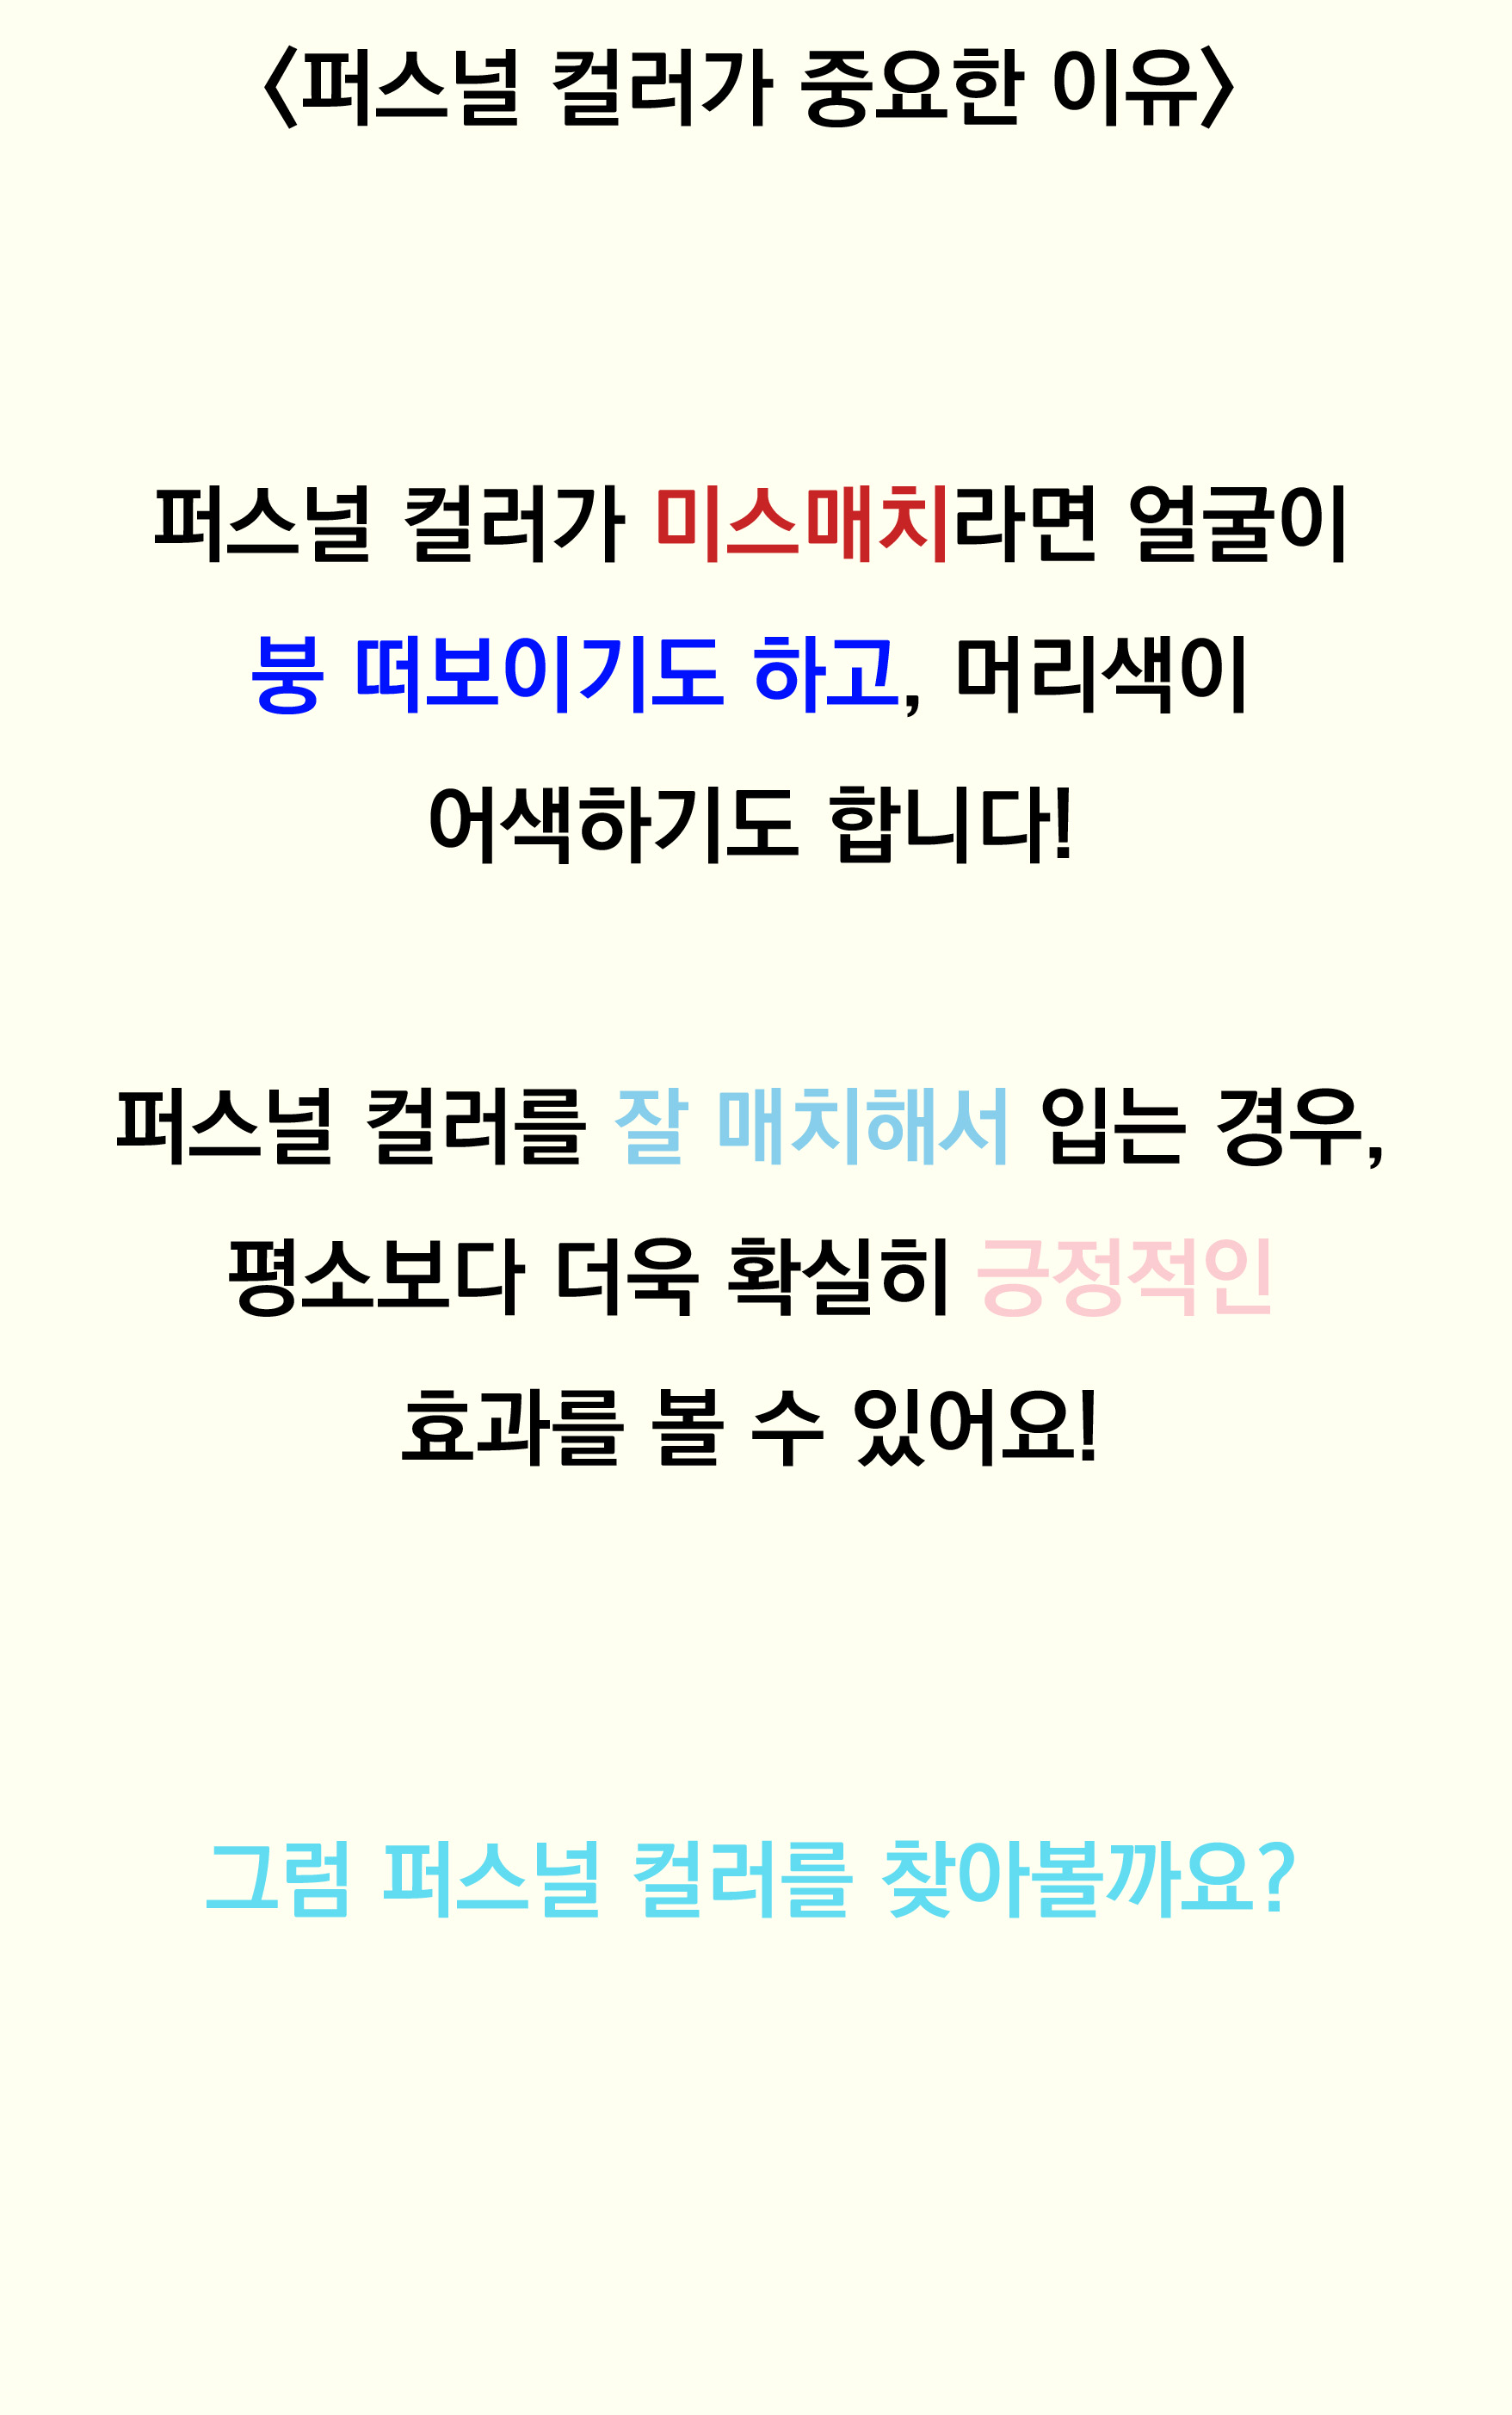 <퍼스널 컬러가 중요한 이유>
퍼스널 컬러가 미스매치라면 얼굴이
붕 떠보이기도 하고, 머리색이
어색하기도 합니다!
퍼스널 컬러를 잘 매치해서 입는 경우,
평소보다 더욱 확실히 긍정적인
효과를 볼 수 있어요!
그럼 퍼스널 컬러를 찾아볼까요?